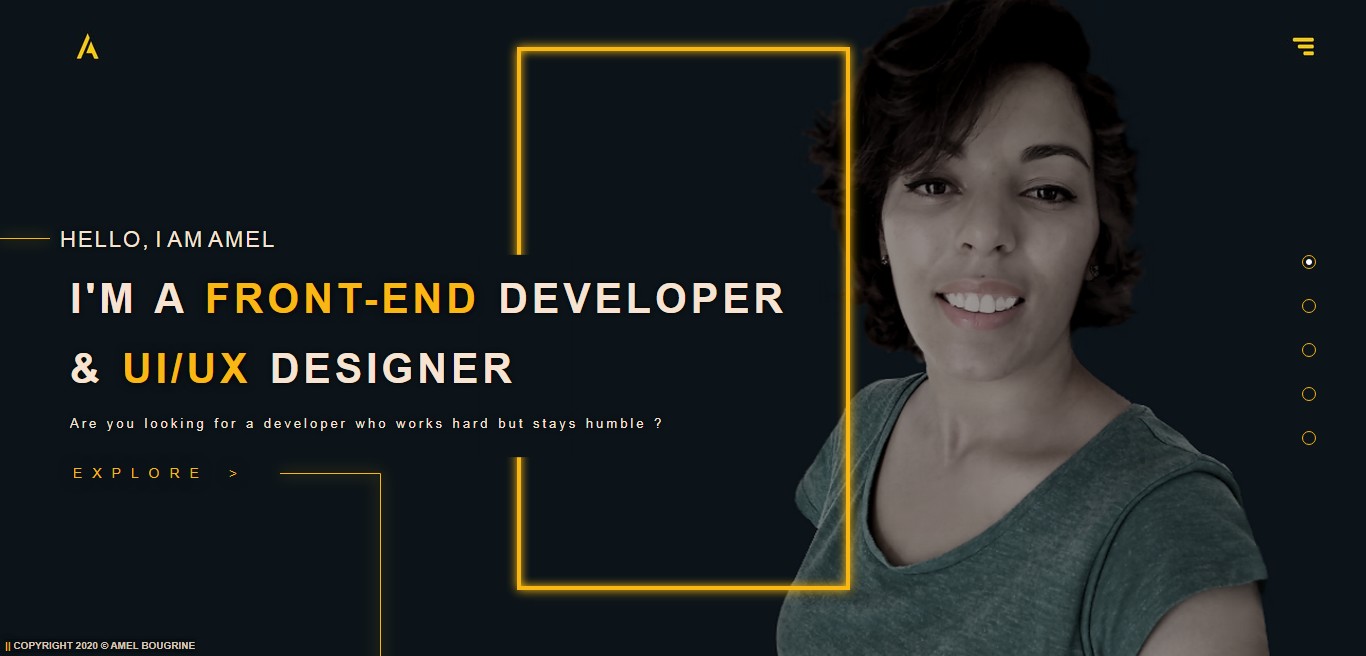 HELLO, I AM AMEL
I'M A FRONT-END DEVELOPER
& UI/UX DESIGNER
Are you looking for a developer who works hard but stays humble ?
EXPLORE >
|| COPYRIGHT 2020 © AMEL BOUGRINE